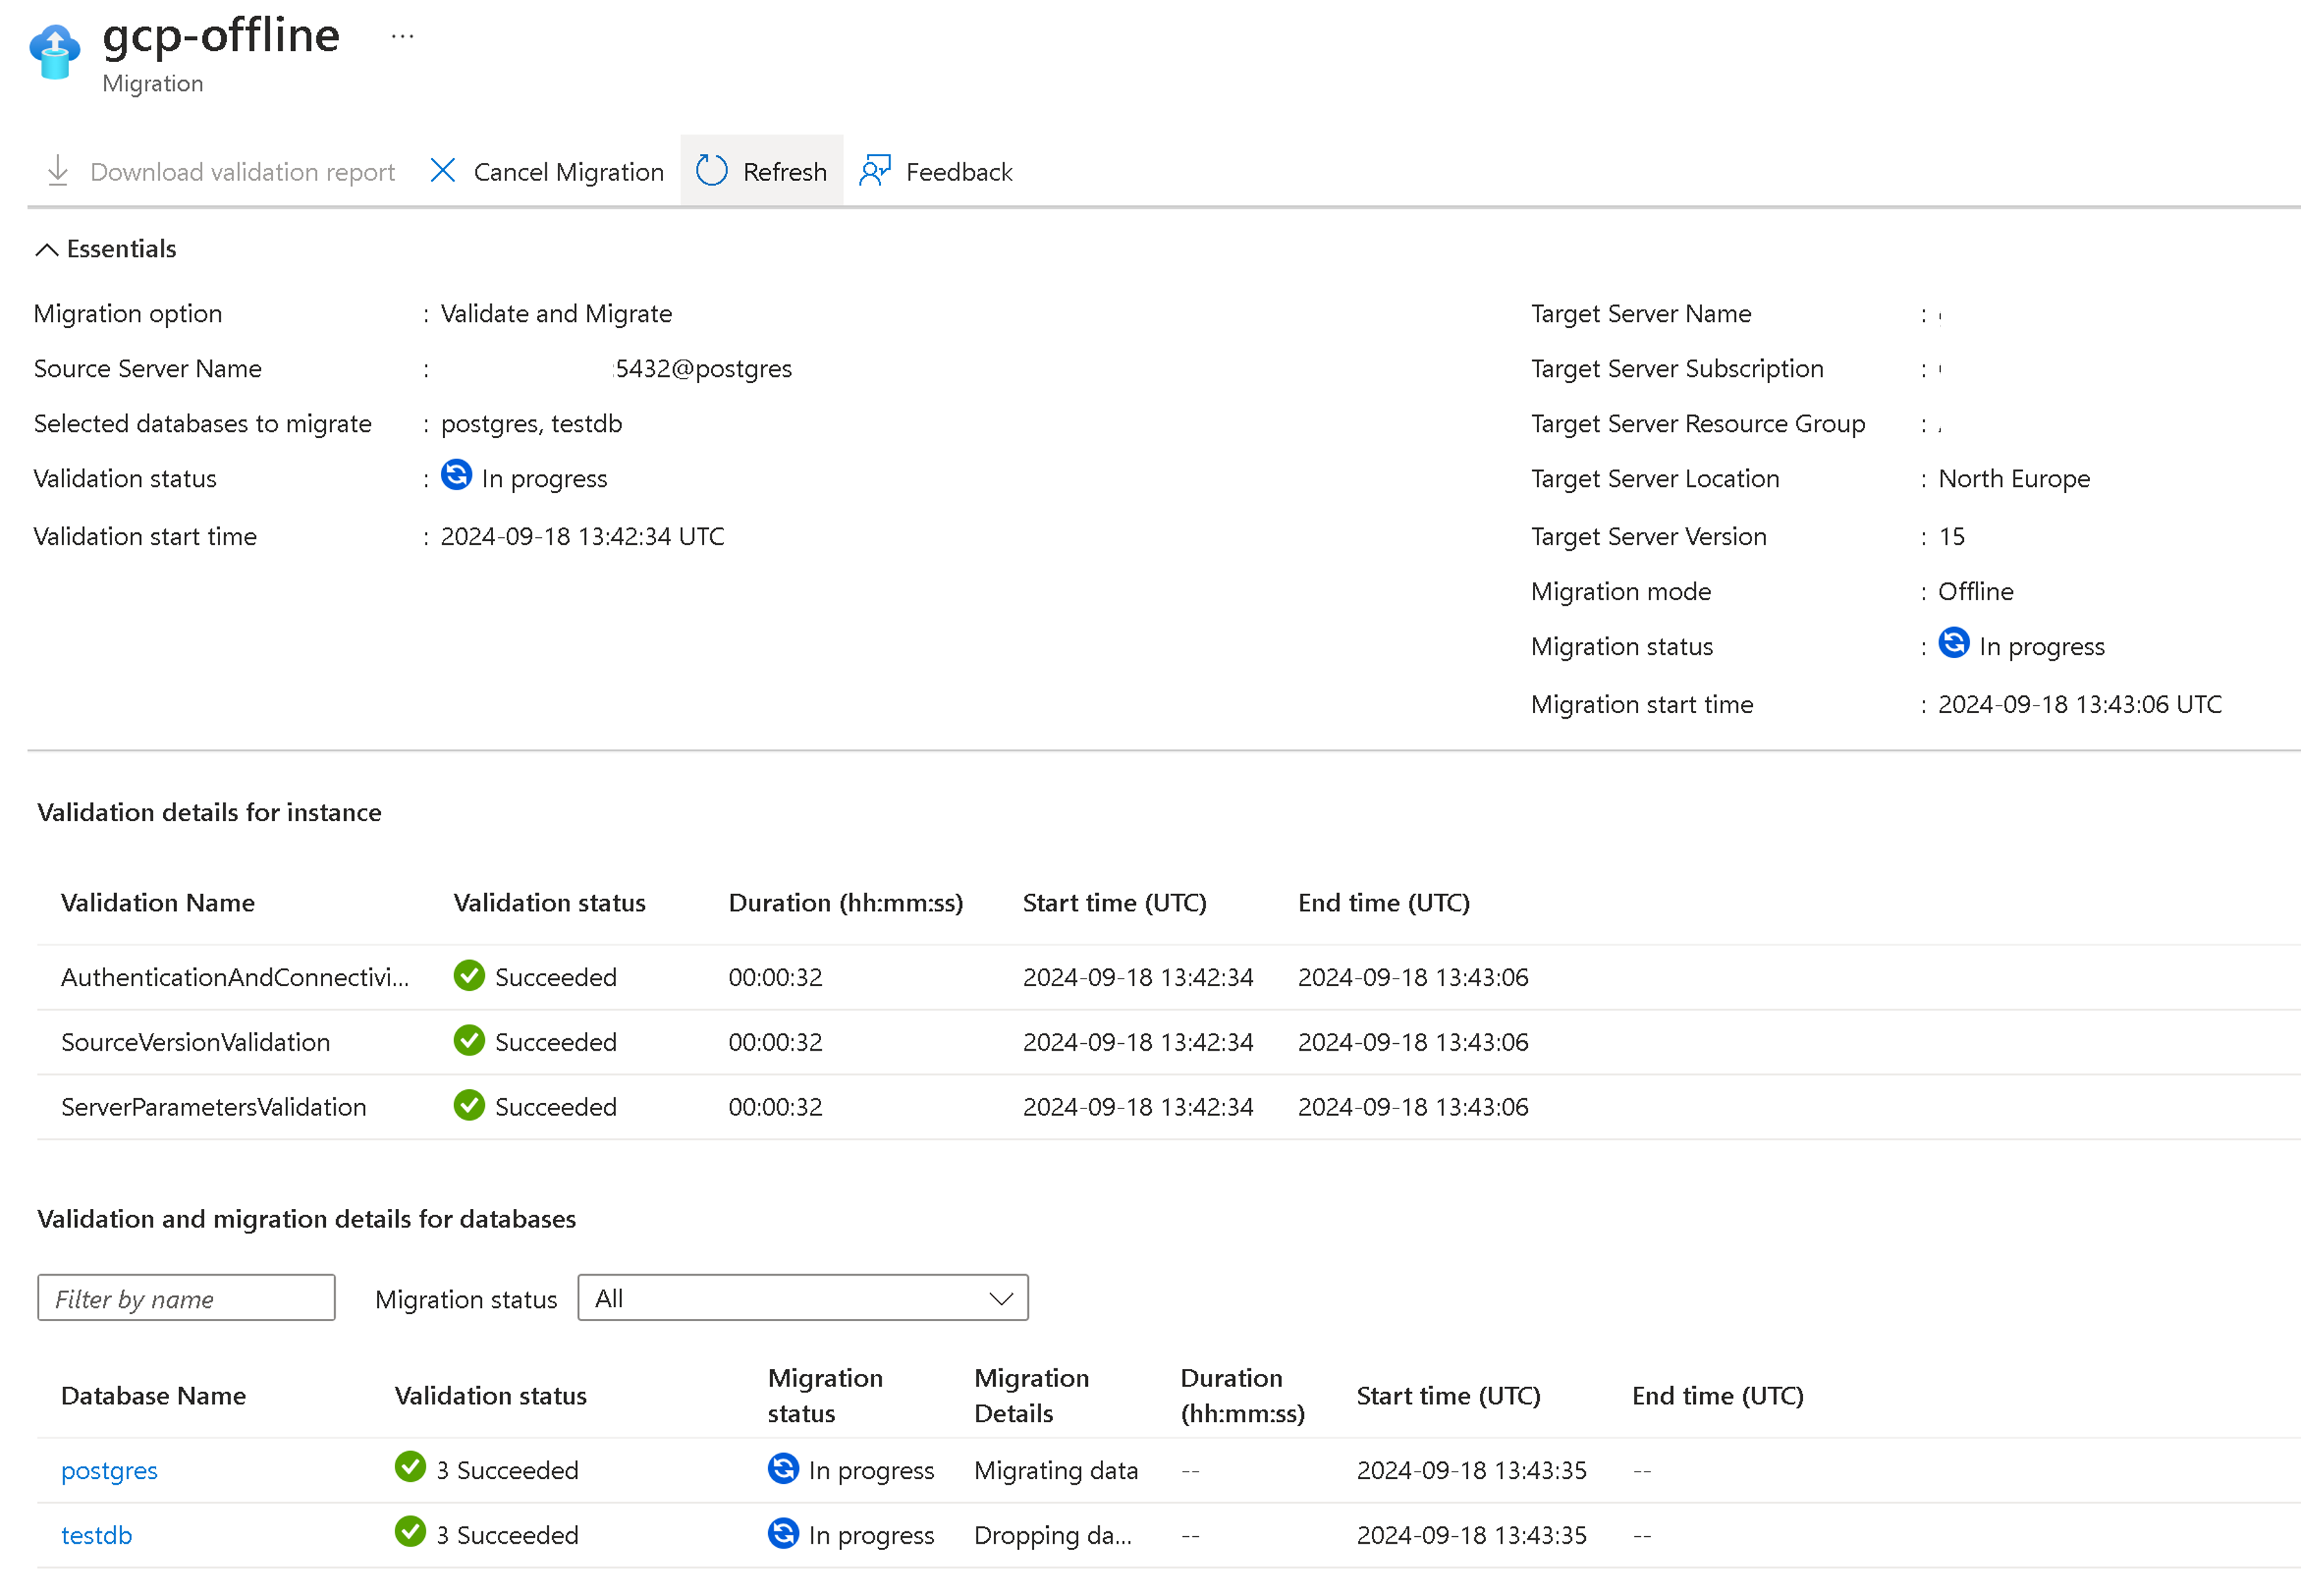 gcp-offline ...
Migration
Download validation report Cancel Migration Refresh Feedback
Essentials
Migration option : Validate and Migrate
Source Server Name : :5432@postgres
Selected databases to migrate : postgres, testdb
Validation status : In progress
Validation start time : 2024-09-18 13:42:34 UTC
Target Server Name :
Target Server Subscription :
Target Server Resource Group :
Target Server Location : North Europe
Target Server Version : 15
Migration mode : Offline
Migration status : In progress
Migration start time : 2024-09-18 13:43:06 UTC
Validation details for instance
Validation Name Validation status Duration (hh:mm:ss) Start time (UTC) End time (UTC)
AuthenticationAndConnectivi... Succeeded 00:00:32 2024-09-18 13:42:34 2024-09-18 13:43:06
SourceVersionValidation Succeeded 00:00:32 2024-09-18 13:42:34 2024-09-18 13:43:06
ServerParametersValidation Succeeded 00:00:32 2024-09-18 13:42:34 2024-09-18 13:43:06
Validation and migration details for databases
Filter by name Migration status All
Database Name Validation status Migration status Migration Details Duration (hh:mm:ss) Start time (UTC) End time (UTC)
postgres 3 Succeeded In progress Migrating data -- 2024-09-18 13:43:35 --
testdb 3 Succeeded In progress Dropping da... -- 2024-09-18 13:43:35 --